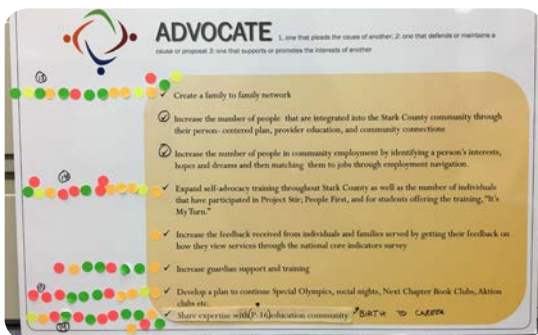 ADVOCATE 1. one that pleads the cause of another; 2: one that defends or maintains a
cause or proposal 3: one that supports or promotes the interests of another
Create a family to family network
Increase the number of people that are integrated into the Stark County community through
their person- centered plan, provider education, and community connections
Increase the number of people in community employment by identifying a person's interests,
hopes and dreams and then matching them to jobs through employment navigation.
Expand self-advocacy training throughout Stark County as well as the number of individuals
that have participated in Project Stir; People First, and for students offering the training, "It's
My Turn."
Increase the feedback received from individuals and families served by getting their feedback on
how they view services through the national core indicators survey
Increase guardian support and training
Develop a plan to continue Special Olympics, social nights, Next Chapter Book Clubs, Aktion
clubs etc.
Share expertise with (P-16) education community BIRTH TO CAREER